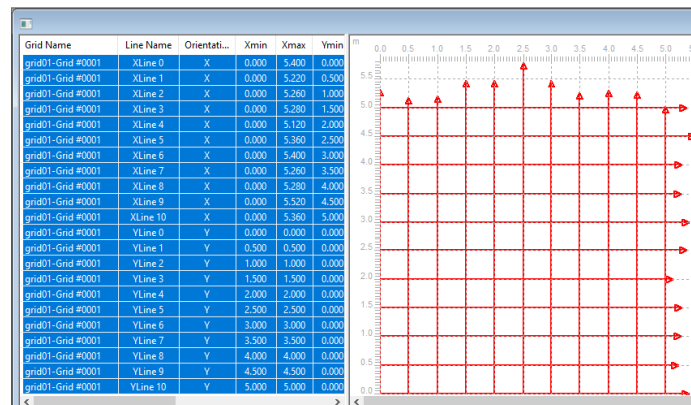 Grid Name Line Name Orientati... Xmin Xmax Ymin
grid01-Grid #0001 XLine 0 X 0.000 5.400 0.000
grid01-Grid #0001 XLine 1 X 0.000 5.220 0.500
grid01-Grid #0001 XLine 2 X 0.000 5.260 1.000
grid01-Grid #0001 XLine 3 X 0.000 5.280 1.500
grid01-Grid #0001 XLine 4 X 0.000 5.120 2.000
grid01-Grid #0001 XLine 5 X 0.000 5.360 2.500
grid01-Grid #0001 XLine 6 X 0.000 5.400 3.000
grid01-Grid #0001 XLine 7 X 0.000 5.260 3.500
grid01-Grid #0001 XLine 8 X 0.000 5.280 4.000
grid01-Grid #0001 XLine 9 X 0.000 5.520 4.500
grid01-Grid #0001 XLine 10 X 0.000 5.360 5.000
grid01-Grid #0001 YLine 0 Y 0.000 0.000 0.000
grid01-Grid #0001 YLine 1 Y 0.500 0.500 0.000
grid01-Grid #0001 YLine 2 Y 1.000 1.000 0.000
grid01-Grid #0001 YLine 3 Y 1.500 1.500 0.000
grid01-Grid #0001 YLine 4 Y 2.000 2.000 0.000
grid01-Grid #0001 YLine 5 Y 2.500 2.500 0.000
grid01-Grid #0001 YLine 6 Y 3.000 3.000 0.000
grid01-Grid #0001 YLine 7 Y 3.500 3.500 0.000
grid01-Grid #0001 YLine 8 Y 4.000 4.000 0.000
grid01-Grid #0001 YLine 9 Y 4.500 4.500 0.000
grid01-Grid #0001 YLine 10 Y 5.000 5.000 0.000
m
0.0 0.5 1.0 1.5 2.0 2.5 3.0 3.5 4.0 4.5 5.0
5.5
5.0
4.5
4.0
3.5
3.0
2.5
2.0
1.5
1.0
0.5
0.0